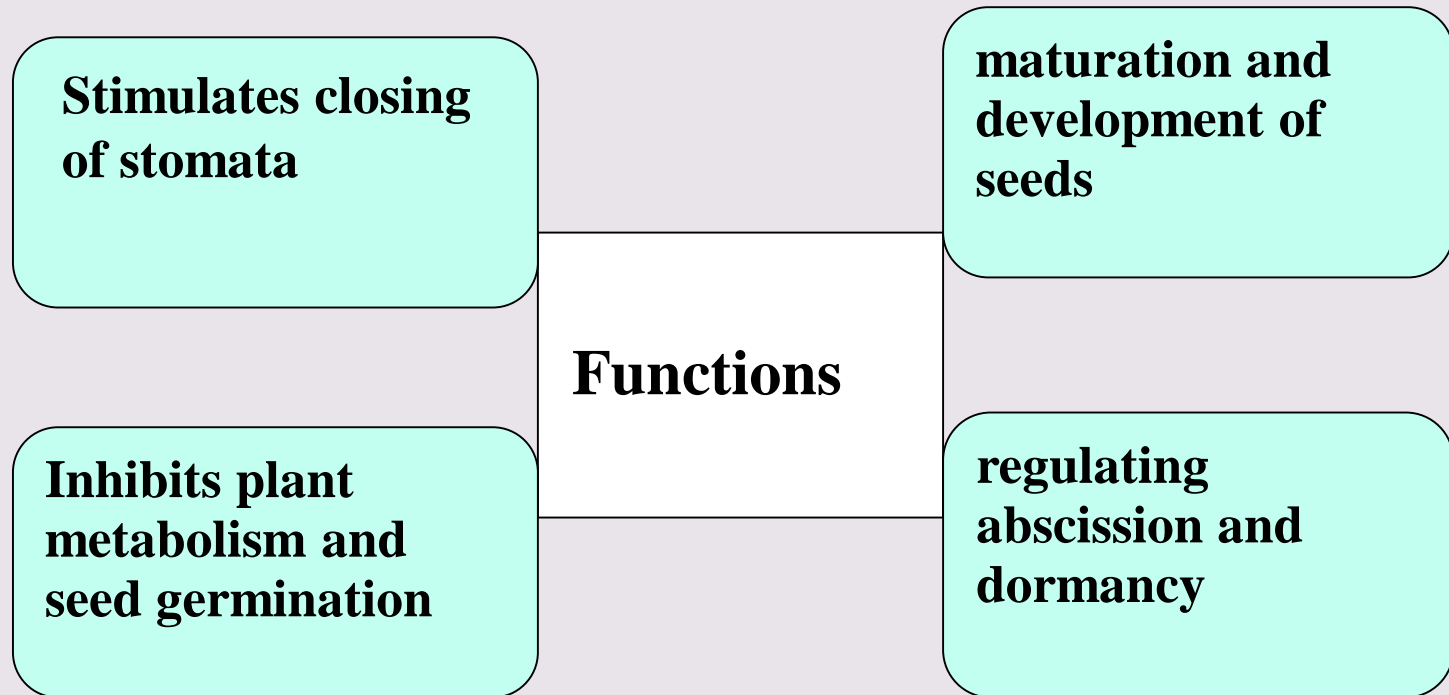 Stimulates closing
of stomata
maturation and
development of
seeds
Functions
Inhibits plant
metabolism and
seed germination
regulating
abscission and
dormancy